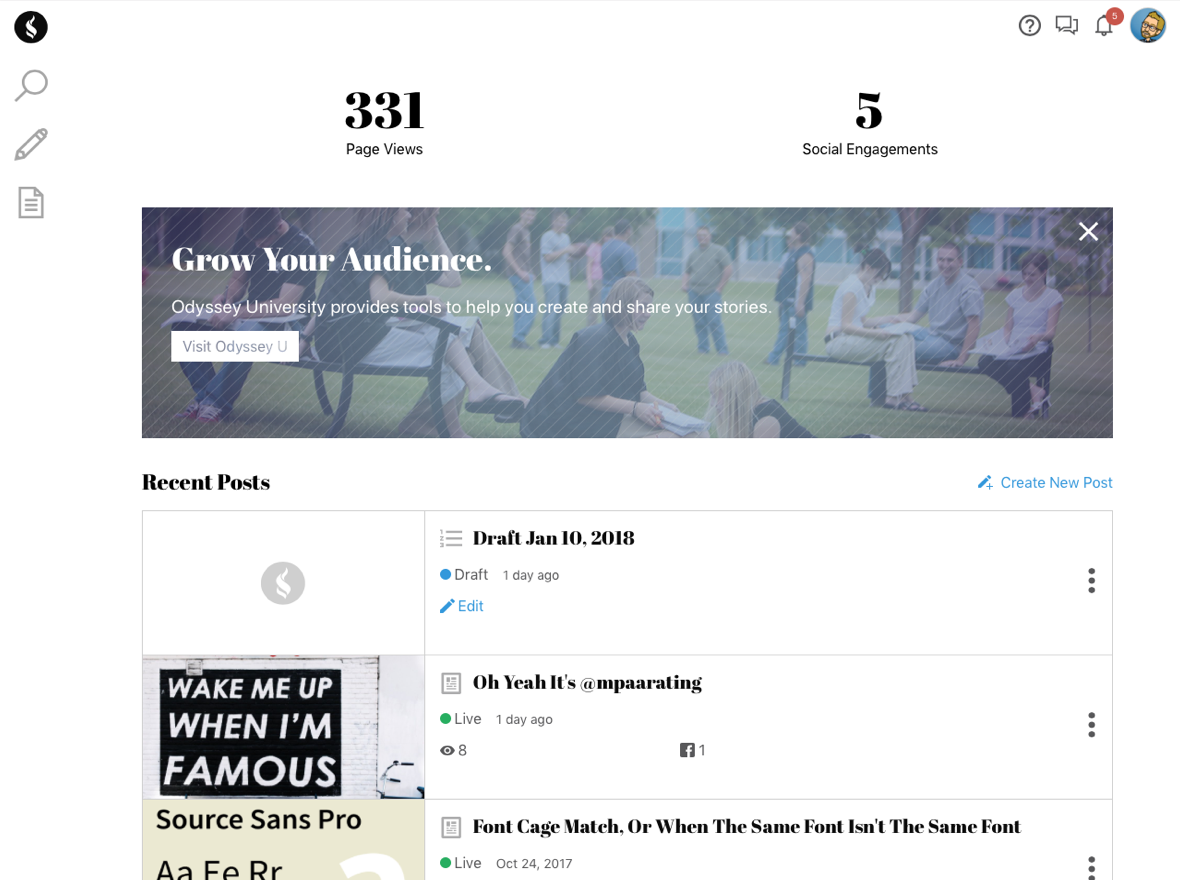 5
331
Page Views
5
Social Engagements
Grow Your Audience.
Odyssey University provides tools to help you create and share your stories.
Visit Odyssey U
Recent Posts
Create New Post
Draft Jan 10, 2018
Draft 1 day ago
Edit
WAKE ME UP
WHEN I'M
FAMOUS
Oh Yeah It's @mpaarating
Live 1 day ago
8 1
Source Sans Pro
Aa Ee Rr
a
Font Cage Match, Or When The Same Font Isn't The Same Font
Live Oct 24, 2017